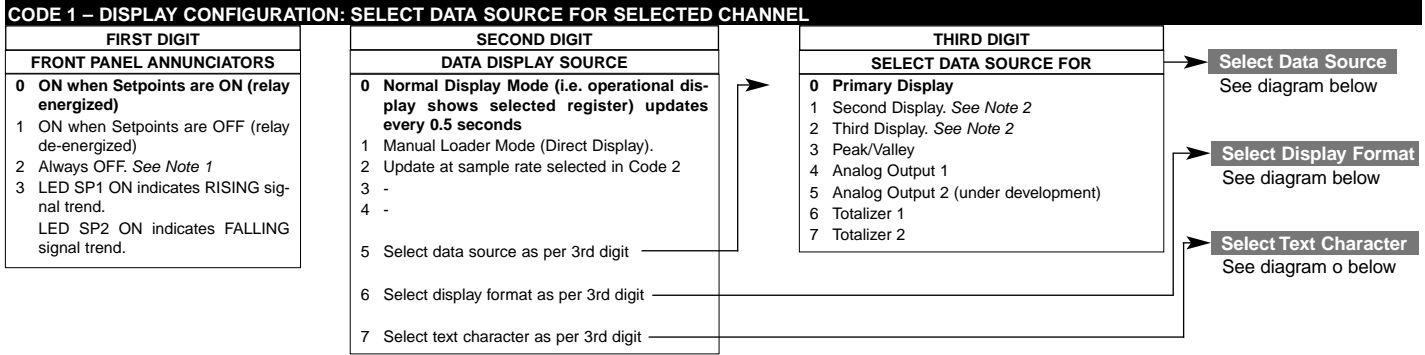 CODE 1 – DISPLAY CONFIGURATION: SELECT DATA SOURCE FOR SELECTED CHANNEL
FIRST DIGIT
FRONT PANEL ANNUNCIATORS
0 ON when Setpoints are ON (relay
energized)
1 ON when Setpoints are OFF (relay
de-energized)
2 Always OFF. See Note 1
3 LED SP1 ON indicates RISING sig-
nal trend.
LED SP2 ON indicates FALLING
signal trend.
SECOND DIGIT
DATA DISPLAY SOURCE
0 Normal Display Mode (i.e. operational dis-
play shows selected register) updates
every 0.5 seconds
1 Manual Loader Mode (Direct Display).
2 Update at sample rate selected in Code 2
3 -
4 -
5 Select data source as per 3rd digit
6 Select display format as per 3rd digit
7 Select text character as per 3rd digit
THIRD DIGIT
SELECT DATA SOURCE FOR
0 Primary Display
1 Second Display. See Note 2
2 Third Display. See Note 2
3 Peak/Valley
4 Analog Output 1
5 Analog Output 2 (under development)
6 Totalizer 1
7 Totalizer 2
Select Data Source
See diagram below
Select Display Format
See diagram below
Select Text Character
See diagram o below